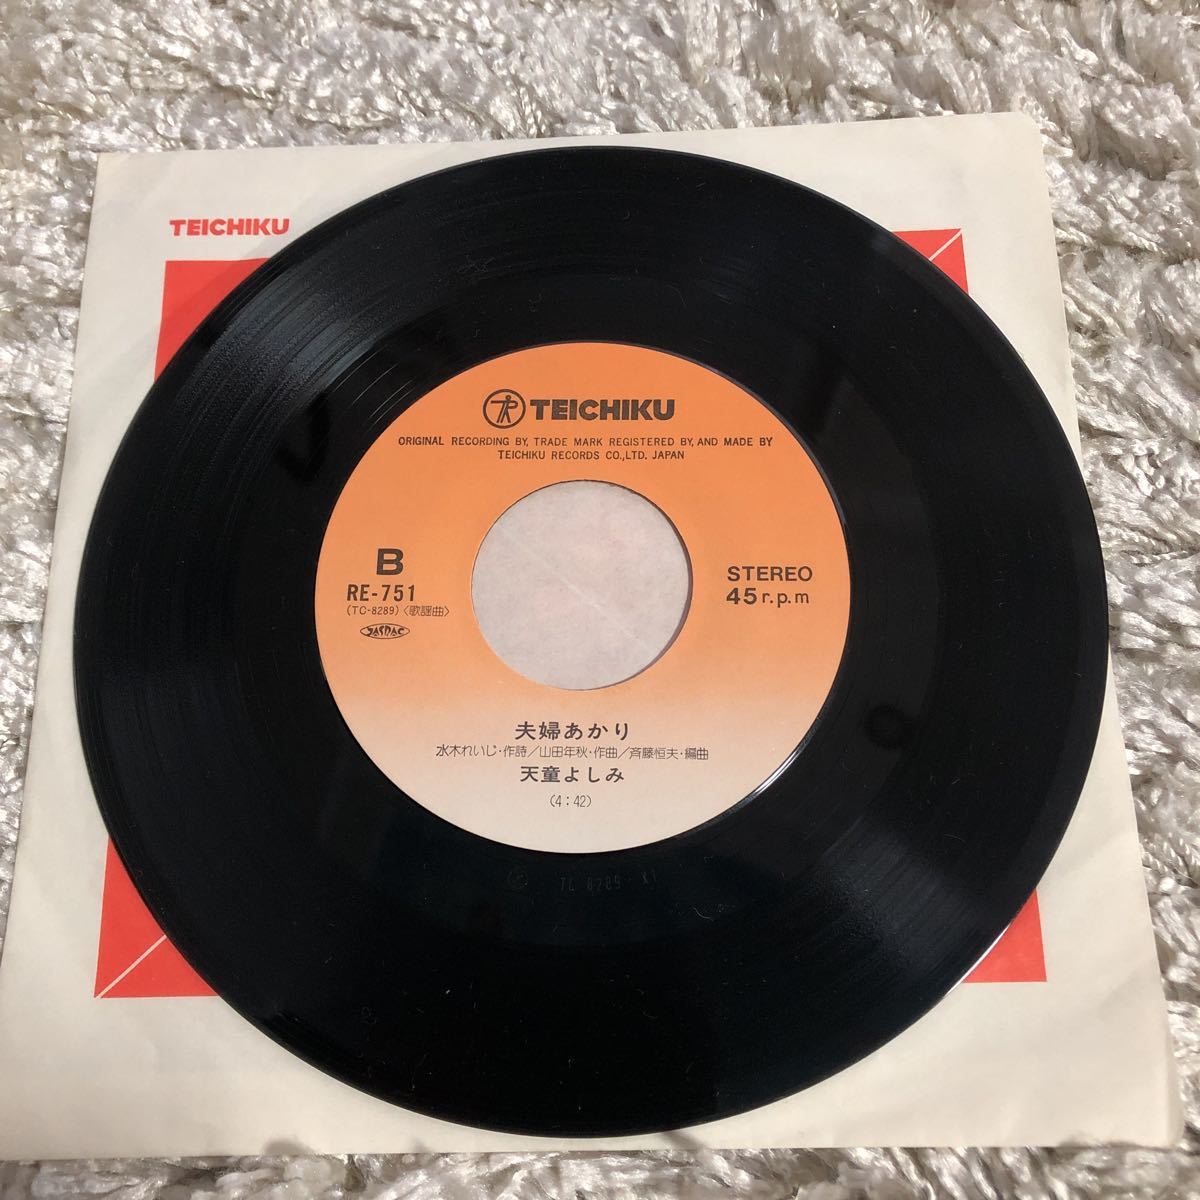 TEICHIKU
TEICHIKU
ORIGINAL RECORDING BY, TRADE MARK REGISTERED BY, AND MADE BY
TEICHIKU RECORDS CO.,LTD. JAPAN
B
RE-751
(TC-8289)〈歌謡曲〉
JASRAC
STEREO
45 r.p.m
夫婦あかり
水木れいじ・作詩/山田年秋・作曲/斉藤恒夫・編曲
天童よしみ
(4:42)
TC 8289